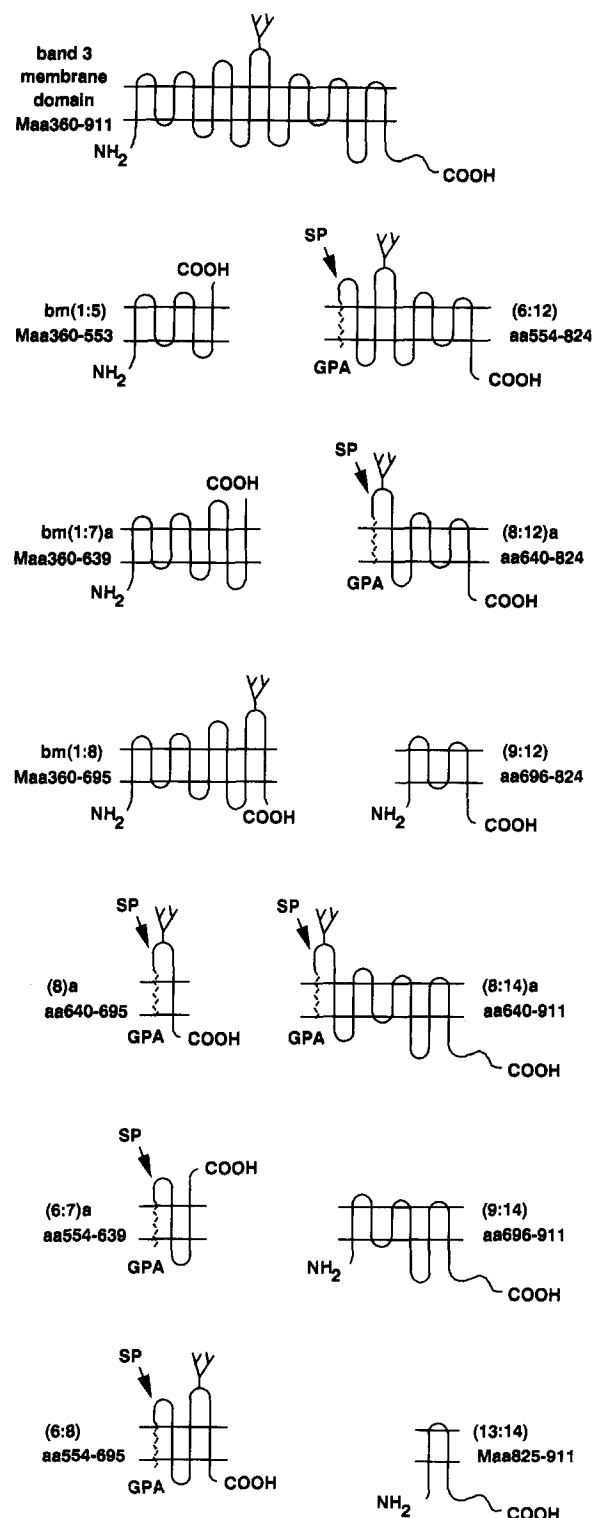 band 3
membrane
domain
Maa360-911
NH2
COOH
bm(1:5)
Maa360-553
COOH
NH2
SP
GPA
COOH
(6:12)
aa554-824
bm(1:7)a
Maa360-639
COOH
NH2
SP
GPA
COOH
(8:12)a
aa640-824
bm(1:8)
Maa360-695
NH2
COOH
(9:12)
aa696-824
NH2
COOH
SP
(8)a
aa640-695
GPA
COOH
SP
(8:14)a
aa640-911
GPA
COOH
SP
COOH
(6:7)a
aa554-639
GPA
(9:14)
aa696-911
NH2
COOH
SP
(6:8)
aa554-695
GPA
COOH
(13:14)
Maa825-911
NH2
COOH